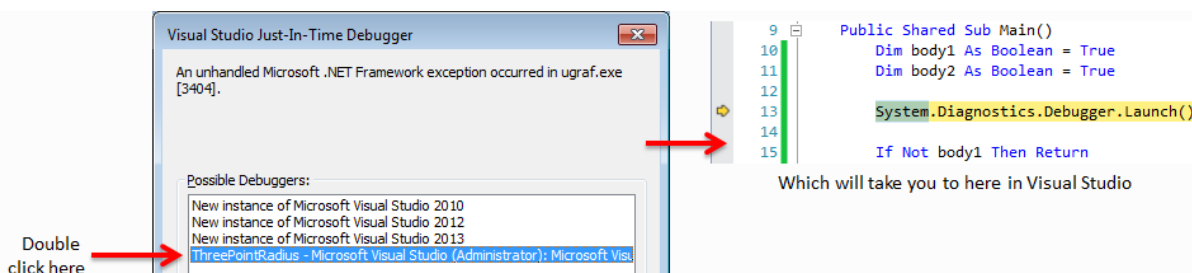 Visual Studio Just-In-Time Debugger
An unhandled Microsoft .NET Framework exception occurred in ugraf.exe
[3404].
Possible Debuggers:
New instance of Microsoft Visual Studio 2010
New instance of Microsoft Visual Studio 2012
New instance of Microsoft Visual Studio 2013
ThreePointRadius - Microsoft Visual Studio (Administrator): Microsoft Visu
Double
click here
9 Public Shared Sub Main()
10 Dim body1 As Boolean = True
11 Dim body2 As Boolean = True
12
13 System.Diagnostics.Debugger.Launch()
14
15 If Not body1 Then Return
Which will take you to here in Visual Studio